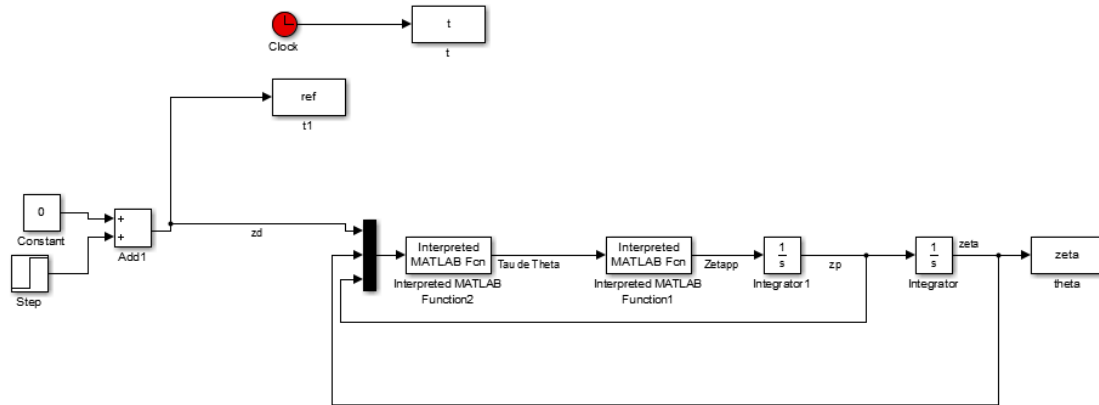 t
Clock
t
ref
t1
0
+
+
Constant
Add1
zd
Step
Interpreted
MATLAB Fcn
Tau de Theta
Interpreted MATLAB
Function2
Interpreted
MATLAB Fcn
Zetapp
Interpreted MATLAB
Function1
1
s
Integrator1
z.p
1
s
Integrator
zeta
zeta
theta